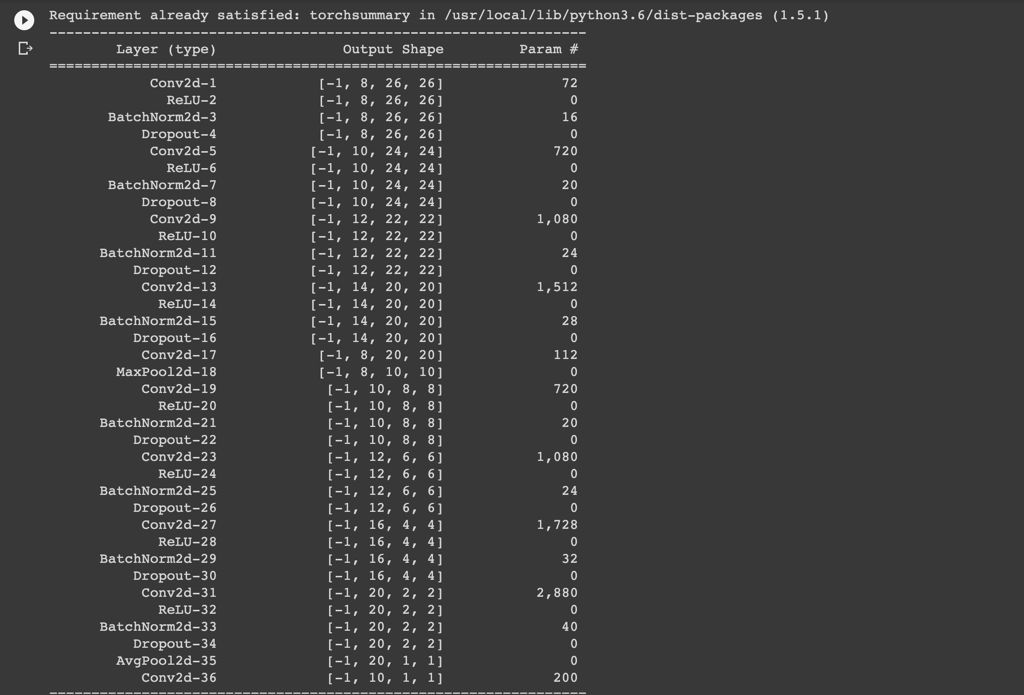 Requirement already satisfied: torchsummary in /usr/local/lib/python3.6/dist-packages (1.5.1)
----------------------------------------------------------------
Layer (type) Output Shape Param #
================================================================
Conv2d-1 [-1, 8, 26, 26] 72
ReLU-2 [-1, 8, 26, 26] 0
BatchNorm2d-3 [-1, 8, 26, 26] 16
Dropout-4 [-1, 8, 26, 26] 0
Conv2d-5 [-1, 10, 24, 24] 720
ReLU-6 [-1, 10, 24, 24] 0
BatchNorm2d-7 [-1, 10, 24, 24] 20
Dropout-8 [-1, 10, 24, 24] 0
Conv2d-9 [-1, 12, 22, 22] 1,080
ReLU-10 [-1, 12, 22, 22] 0
BatchNorm2d-11 [-1, 12, 22, 22] 24
Dropout-12 [-1, 12, 22, 22] 0
Conv2d-13 [-1, 14, 20, 20] 1,512
ReLU-14 [-1, 14, 20, 20] 0
BatchNorm2d-15 [-1, 14, 20, 20] 28
Dropout-16 [-1, 14, 20, 20] 0
Conv2d-17 [-1, 8, 20, 20] 112
MaxPool2d-18 [-1, 8, 10, 10] 0
Conv2d-19 [-1, 10, 8, 8] 720
ReLU-20 [-1, 10, 8, 8] 0
BatchNorm2d-21 [-1, 10, 8, 8] 20
Dropout-22 [-1, 10, 8, 8] 0
Conv2d-23 [-1, 12, 6, 6] 1,080
ReLU-24 [-1, 12, 6, 6] 0
BatchNorm2d-25 [-1, 12, 6, 6] 24
Dropout-26 [-1, 12, 6, 6] 0
Conv2d-27 [-1, 16, 4, 4] 1,728
ReLU-28 [-1, 16, 4, 4] 0
BatchNorm2d-29 [-1, 16, 4, 4] 32
Dropout-30 [-1, 16, 4, 4] 0
Conv2d-31 [-1, 20, 2, 2] 2,880
ReLU-32 [-1, 20, 2, 2] 0
BatchNorm2d-33 [-1, 20, 2, 2] 40
Dropout-34 [-1, 20, 2, 2] 0
AvgPool2d-35 [-1, 20, 1, 1] 0
Conv2d-36 [-1, 10, 1, 1] 200
================================================================